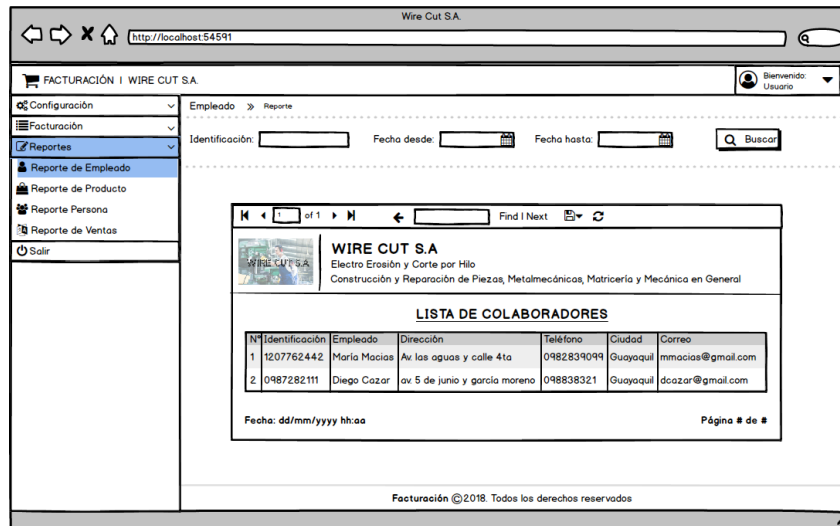 Wire Cut S.A.
http://localhost:54591
FACTURACIÓN | WIRE CUT S.A.
Bienvenido:
Usuario
Configuración
Facturación
Reportes
Reporte de Empleado
Reporte de Producto
Reporte Persona
Reporte de Ventas
Salir
Empleado » Reporte
Identificación: Fecha desde: Fecha hasta: Buscar
1 of 1 Find | Next
WIRE CUT S.A
WIRE CUT S.A
Electro Erosión y Corte por Hilo
Construcción y Reparación de Piezas, Metalmecánicas, Matricería y Mecánica en General
LISTA DE COLABORADORES
N° Identificación Empleado Dirección Teléfono Ciudad Correo
1 1207762442 María Macias Av. las aguas y calle 4ta 0982839099 Guayaquil mmacias@gmail.com
2 0987282111 Diego Cazar av. 5 de junio y garcía moreno 098838321 Guayaquil dcazar@gmail.com
Fecha: dd/mm/yyyy hh:aa Página # de #
Facturación ©2018. Todos los derechos reservados